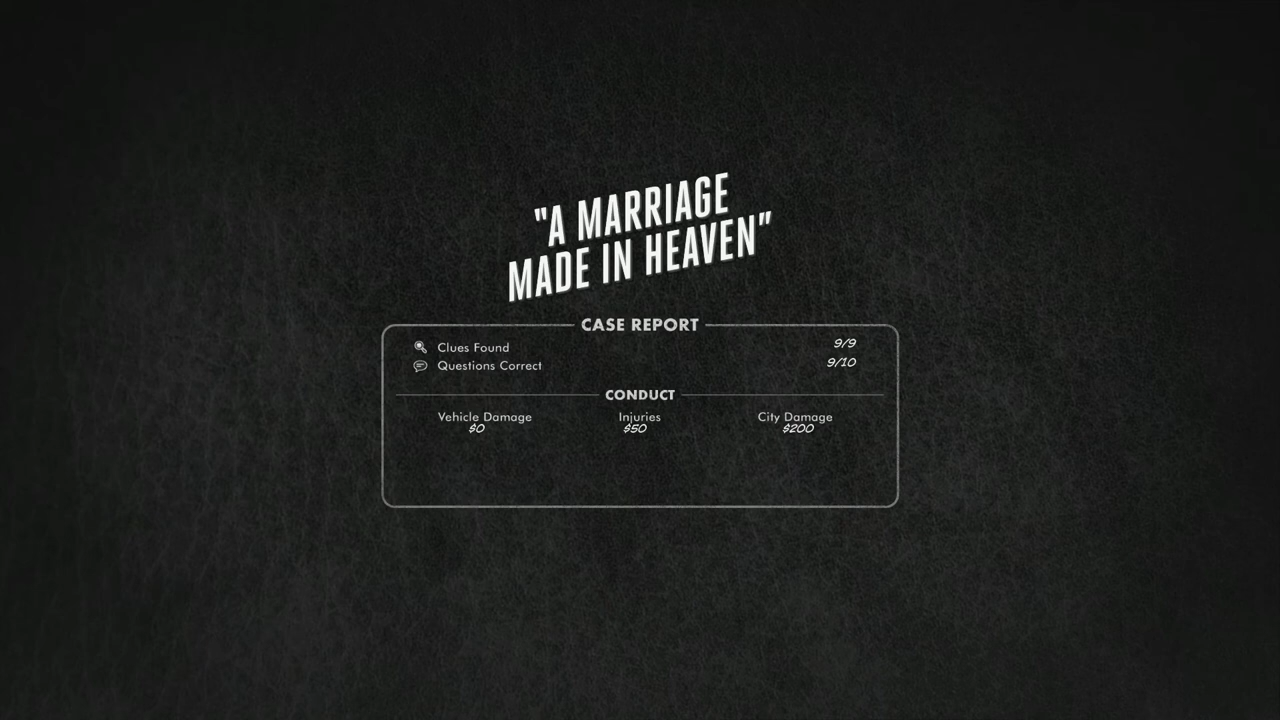 "A MARRIAGE
MADE IN HEAVEN"
CASE REPORT
Clues Found 9/9
Questions Correct 9/10
CONDUCT
Vehicle Damage Injuries City Damage
$0 $50 $200